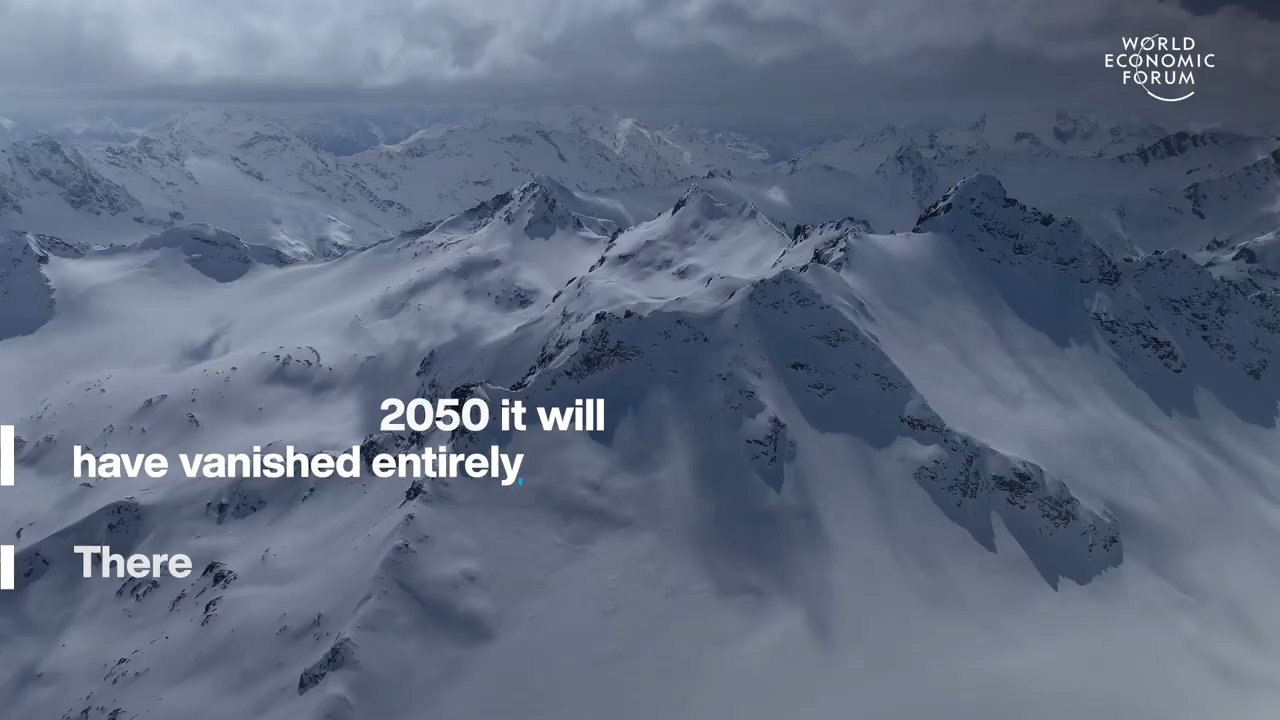 WORLD
ECONOMIC
FORUM
2050 it will
have vanished entirely
There